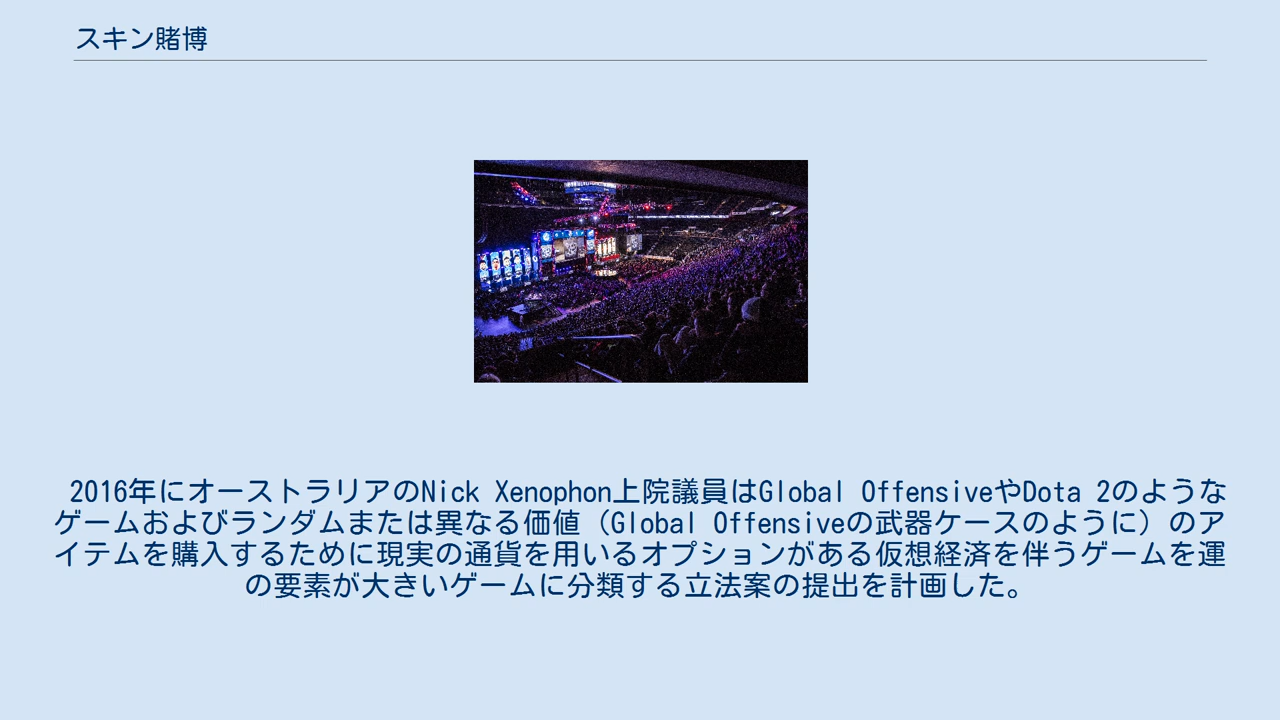 スキン賭博
2016年にオーストラリアのNick Xenophon上院議員はGlobal OffensiveやDota 2のような
ゲームおよびランダムまたは異なる価値（Global Offensiveの武器ケースのように）のア
イテムを購入するために現実の通貨を用いるオプションがある仮想経済を伴うゲームを運
の要素が大きいゲームに分類する立法案の提出を計画した。